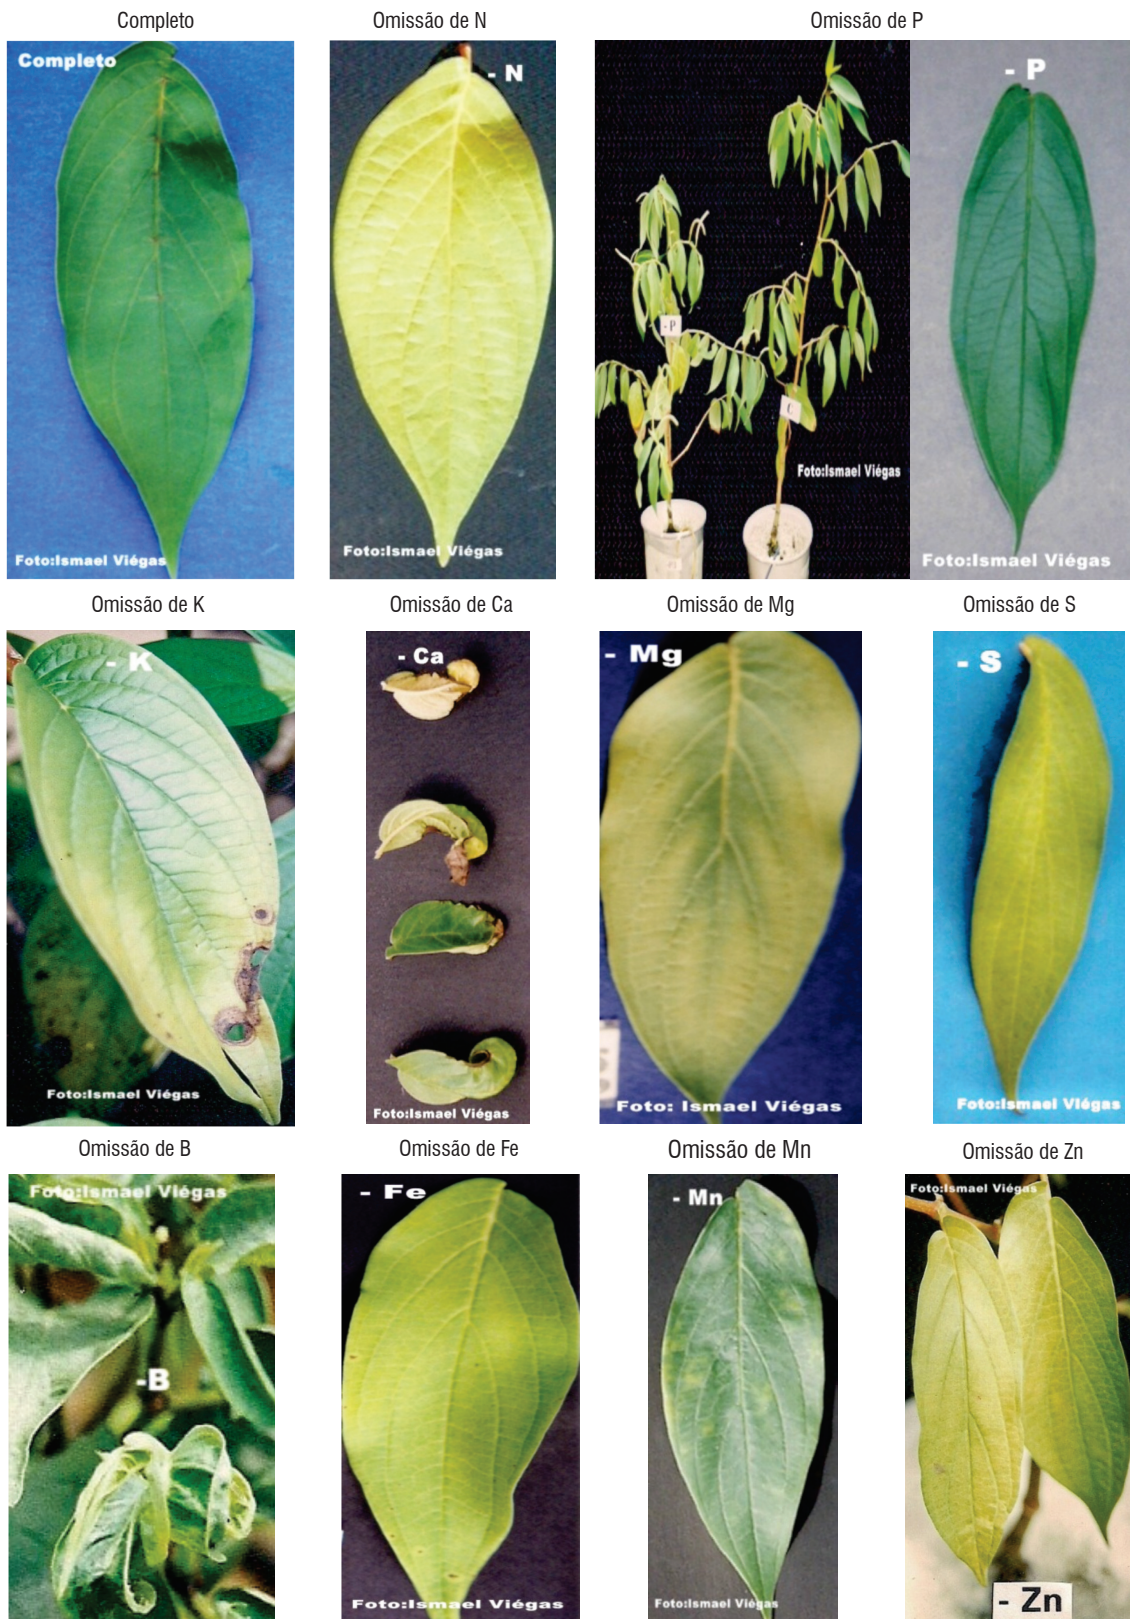 Completo
Omissão de N
Omissão de P
Completo
- N
- P
- P
C
Foto:Ismael Viégas
Foto:Ismael Viégas
Foto:Ismael Viégas
Foto:Ismael Viégas
Omissão de K
Omissão de Ca
Omissão de Mg
Omissão de S
- K
- Ca
- Mg
- S
Foto:Ismael Viégas
Foto:Ismael Viégas
Foto: Ismael Viégas
Foto:Ismael Viégas
Omissão de B
Omissão de Fe
Omissão de Mn
Omissão de Zn
Foto:Ismael Viégas
- Fe
- Mn
Foto:Ismael Viégas
-B
Foto:Ismael Viégas
Foto:Ismael Viégas
- Zn